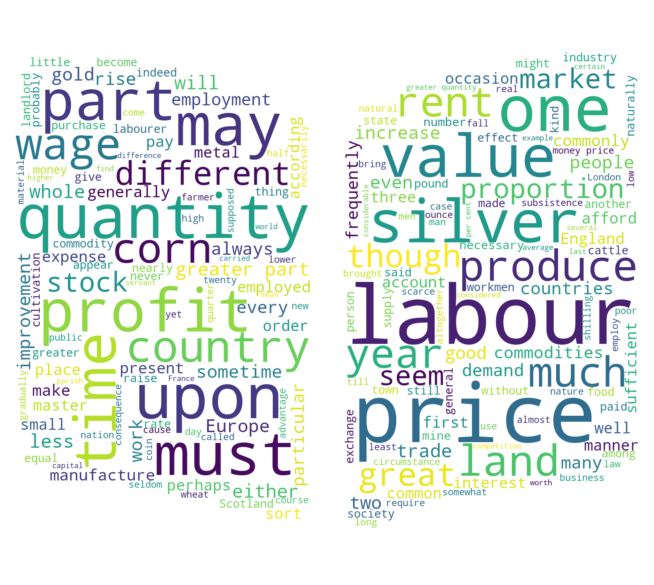 little
become
landlord
probably
gold
rise
indeed
will
part
may
employment
according
necessarily
purchase
come
labourer
half
wage
difference
pay
metal
material
money
find
different
higher
give
farmer
thing
whole
generally
high
supposed
world
quantity
commodity
corn
always
expense
carried
lower
appear
nearly
greater part
improvement
cultivation
stock
servant
twenty
employed
quarter
profit
yet
every
new
public
order
greater
country
time
place
present
sometime
gradually
parish
make
raise
France
master
consequence
upon
particular
advantage
small
nation
work
rate
cause
day
called
Europe
less
coin
must
equal
capital
manufacture
seldom
perhaps
either
wheat
Scotland
course
sort
might
industry
certain
occasion
market
greater quantity
real
naturally
natural
rent
one
state
number
fall
kind
increase
effect
example
commonly
value
money price
people
frequently
bring
London
low
even
pound
proportion
another
considerable
three
case
subsistence
men
ounce
made
afford
man
per cent
silver
several
though
necessary
average
England
last
cattle
brought
said
produce
scarce
workmen
person
account
countries
supply
altogether
considered
labour
shilling
poor
employ
year
good
commodities
sufficient
seem
demand
much
till
town
still
general
without
nature
food
exchange
price
paid
first
use
almost
well
mine
trade
competition
manner
least
land
many
among
circumstance
great
interest
law
common
somewhat
worth
business
two
require
society
long